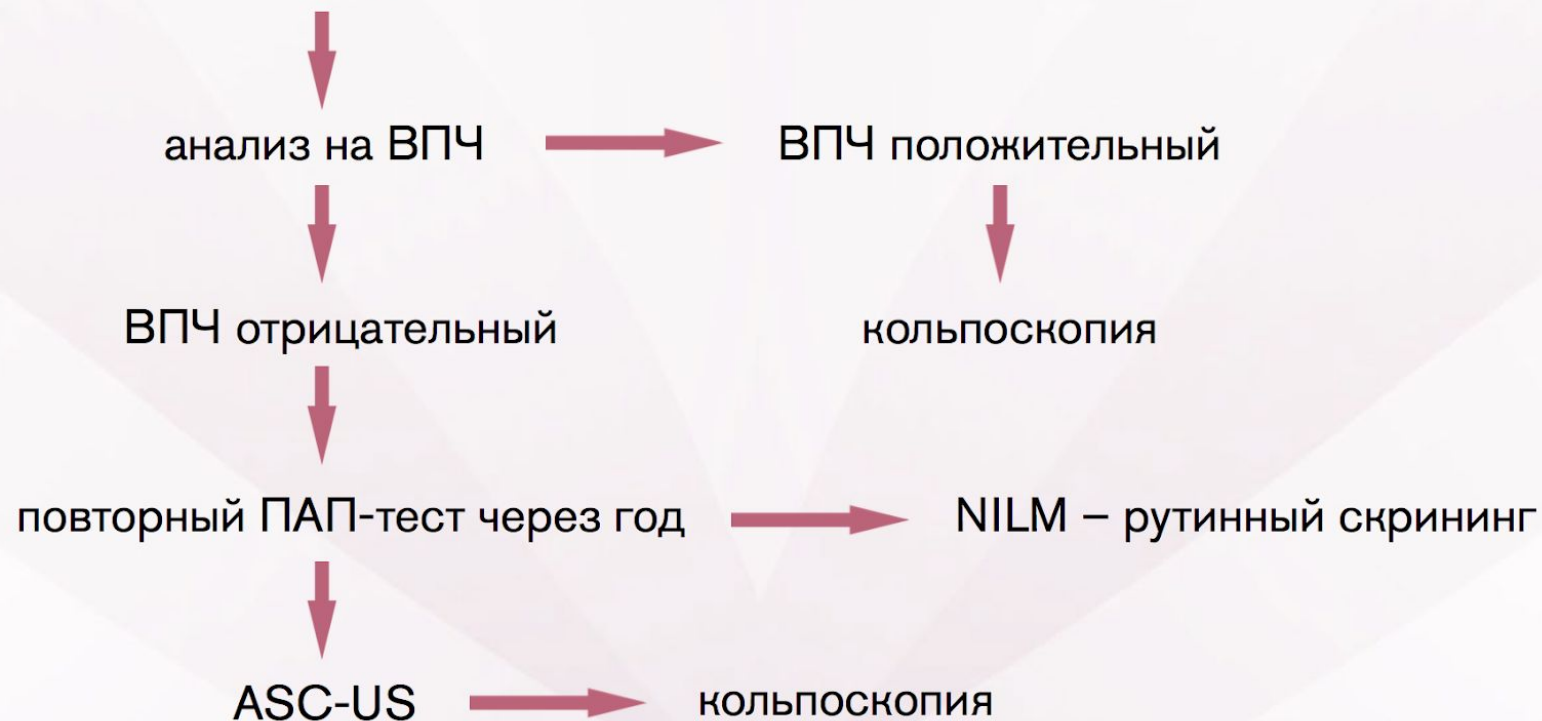 анализ на ВПЧ
ВПЧ положительный
ВПЧ отрицательный
кольпоскопия
повторный ПАП-тест через год
NILM – рутинный скрининг
ASC-US
кольпоскопия